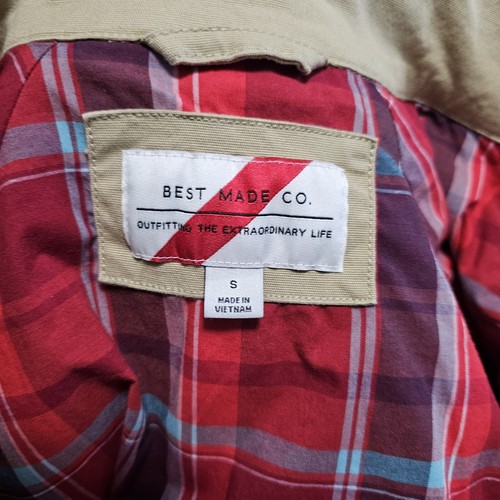 BEST MADE CO.
OUTFITTING THE EXTRAORDINARY LIFE
S
MADE IN
VIETNAM